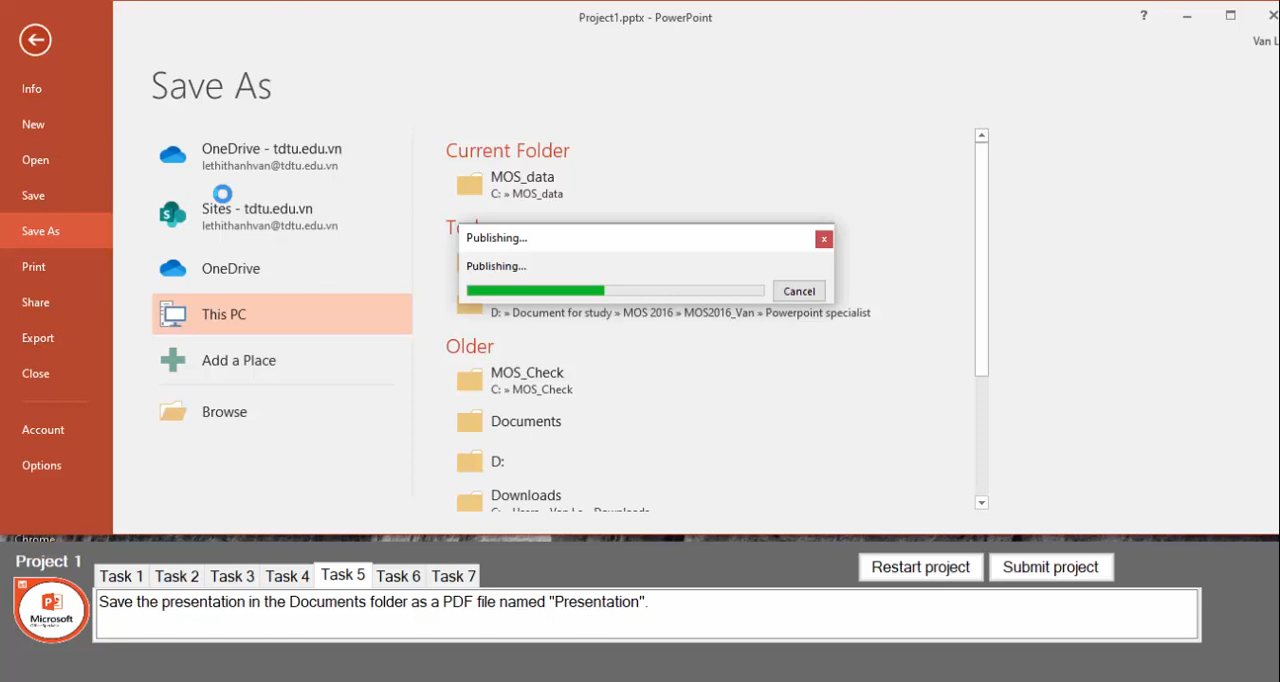 Project1.pptx - PowerPoint
?
Van L
Info
New
Open
Save
Save As
Print
Share
Export
Close
Account
Options
Save As
OneDrive - tdtu.edu.vn
lethithanhvan@tdtu.edu.vn
Sites - tdtu.edu.vn
lethithanhvan@tdtu.edu.vn
OneDrive
This PC
Add a Place
Browse
Current Folder
MOS_data
C: » MOS_data
Publishing...
Publishing...
Cancel
D: » Document for study » MOS 2016 » MOS2016_Van » Powerpoint specialist
Older
MOS_Check
C: » MOS_Check
Documents
D:
Downloads
Chrome
Project 1
Microsoft
Task 1
Task 2
Task 3
Task 4
Task 5
Task 6
Task 7
Restart project
Submit project
Save the presentation in the Documents folder as a PDF file named "Presentation".